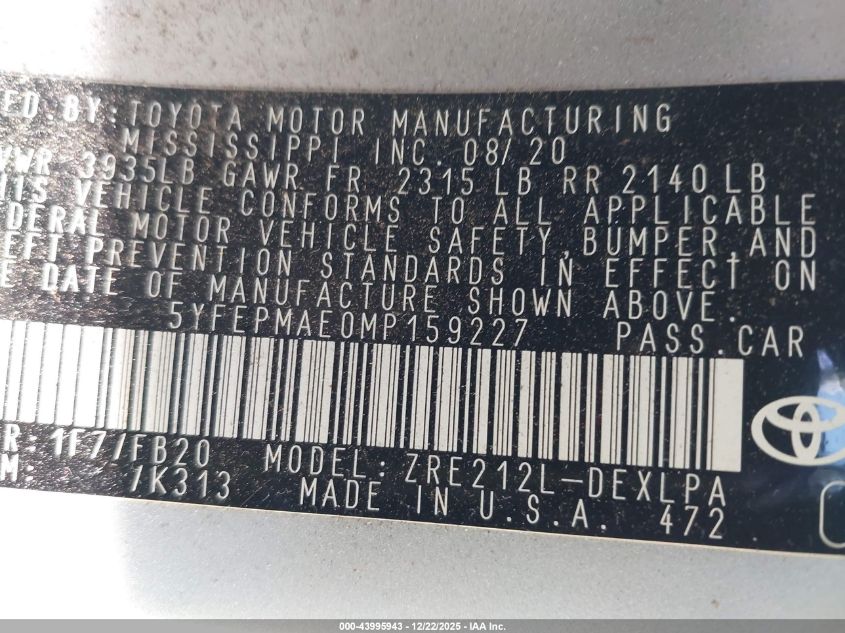 ED BY: TOYOTA MOTOR MANUFACTURING
MISSISSIPPI INC. 08/20
VWR 3935LB GAWR FR 2315 LB RR 2140 LB
HIS VEHICLE CONFORMS TO ALL APPLICABLE
DERAL MOTOR VEHICLE SAFETY, BUMPER, AND
EFT PREVENTION STANDARDS IN EFFECT ON
E DATE OF MANUFACTURE SHOWN ABOVE.
5YFEPMAE0MP159227 PASS. CAR
R: 1F7/FB20 MODEL: ZRE212L-DEXLPA
M: /K313 MADE IN U.S.A. 472
000-43995943 - 12/22/2025 - IAA Inc.